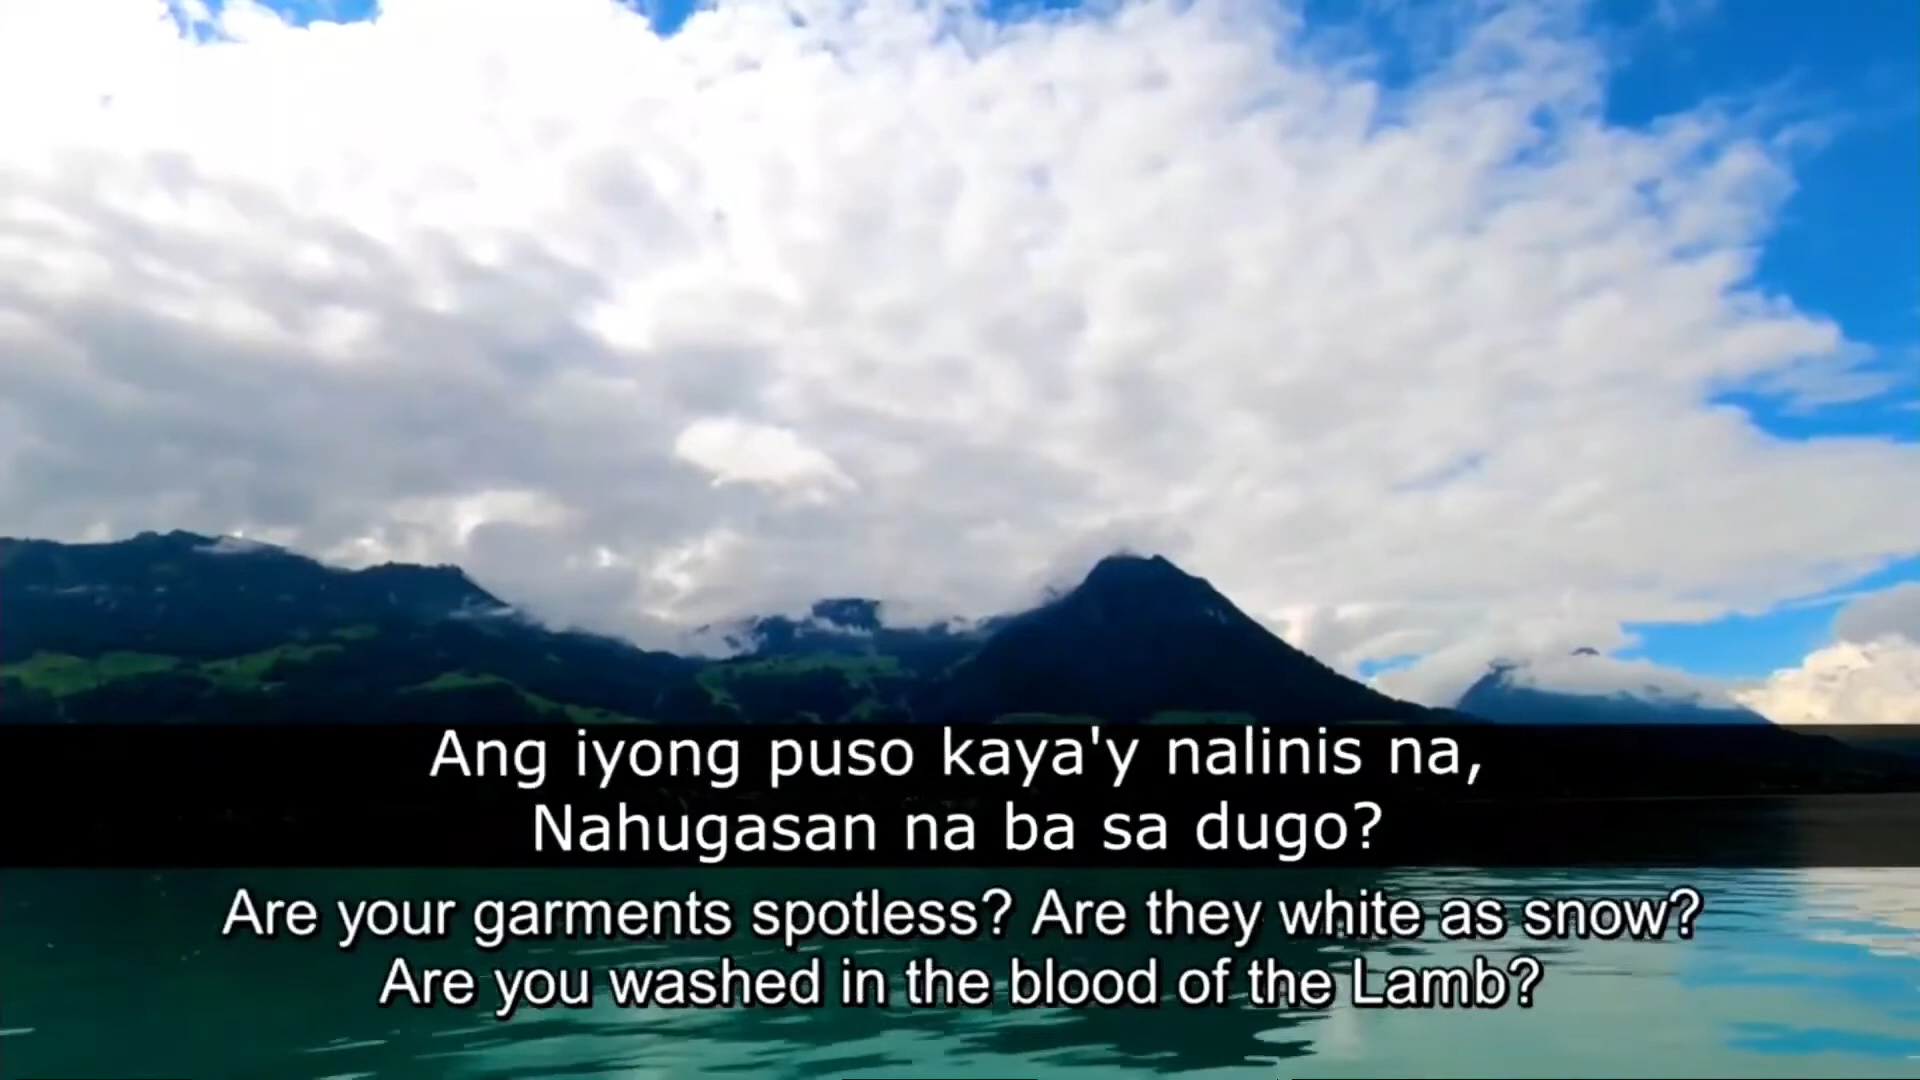 Ang iyong puso kaya'y nalinis na,
Nahugasan na ba sa dugo?
Are your garments spotless? Are they white as snow?
Are you washed in the blood of the Lamb?